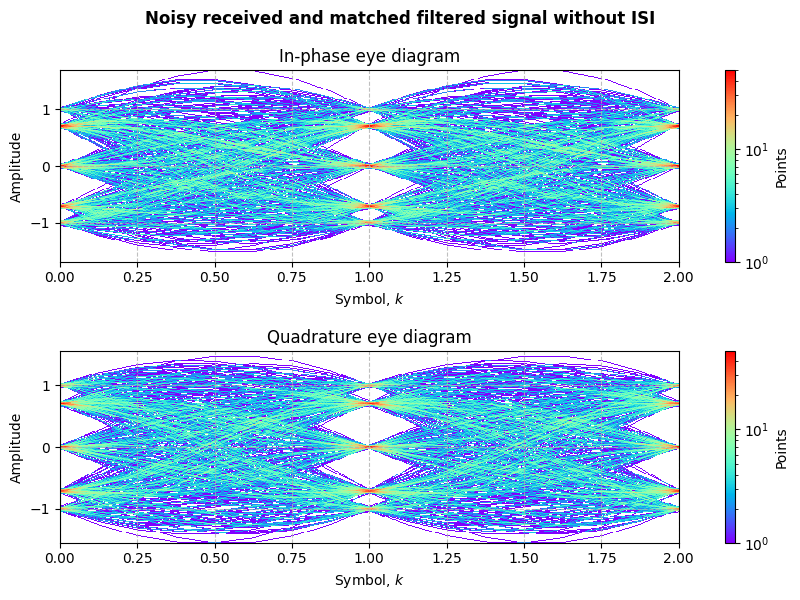 Noisy received and matched filtered signal without ISI
In-phase eye diagram
Amplitude
1
0
−1
0.00 0.25 0.50 0.75 1.00 1.25 1.50 1.75 2.00
Symbol, k
10¹
10⁰
Points
Quadrature eye diagram
Amplitude
1
0
−1
0.00 0.25 0.50 0.75 1.00 1.25 1.50 1.75 2.00
Symbol, k
10¹
10⁰
Points